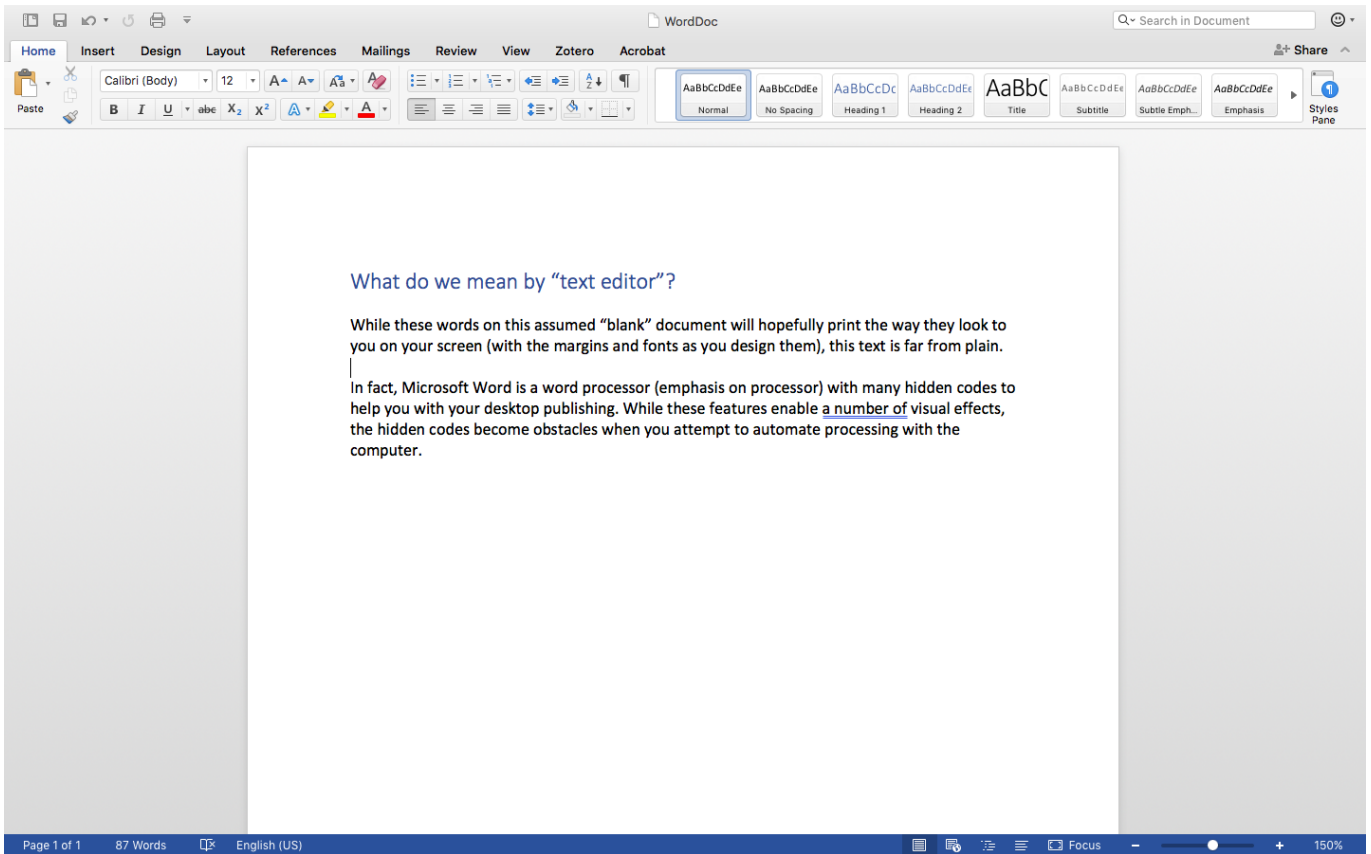 WordDoc
Search in Document
Home Insert Design Layout References Mailings Review View Zotero Acrobat
Share
Paste
Calibri (Body) 12
AaBbCcDdEe AaBbCcDdEe AaBbCcDc AaBbCcDdEe AaBbC AaBbCcDdEe AaBbCcDdEe AaBbCcDdEe
Normal No Spacing Heading 1 Heading 2 Title Subtitle Subtle Emph... Emphasis
Styles
Pane
What do we mean by “text editor”?
While these words on this assumed “blank” document will hopefully print the way they look to
you on your screen (with the margins and fonts as you design them), this text is far from plain.
In fact, Microsoft Word is a word processor (emphasis on processor) with many hidden codes to
help you with your desktop publishing. While these features enable a number of visual effects,
the hidden codes become obstacles when you attempt to automate processing with the
computer.
Page 1 of 1 87 Words English (US) Focus 150%